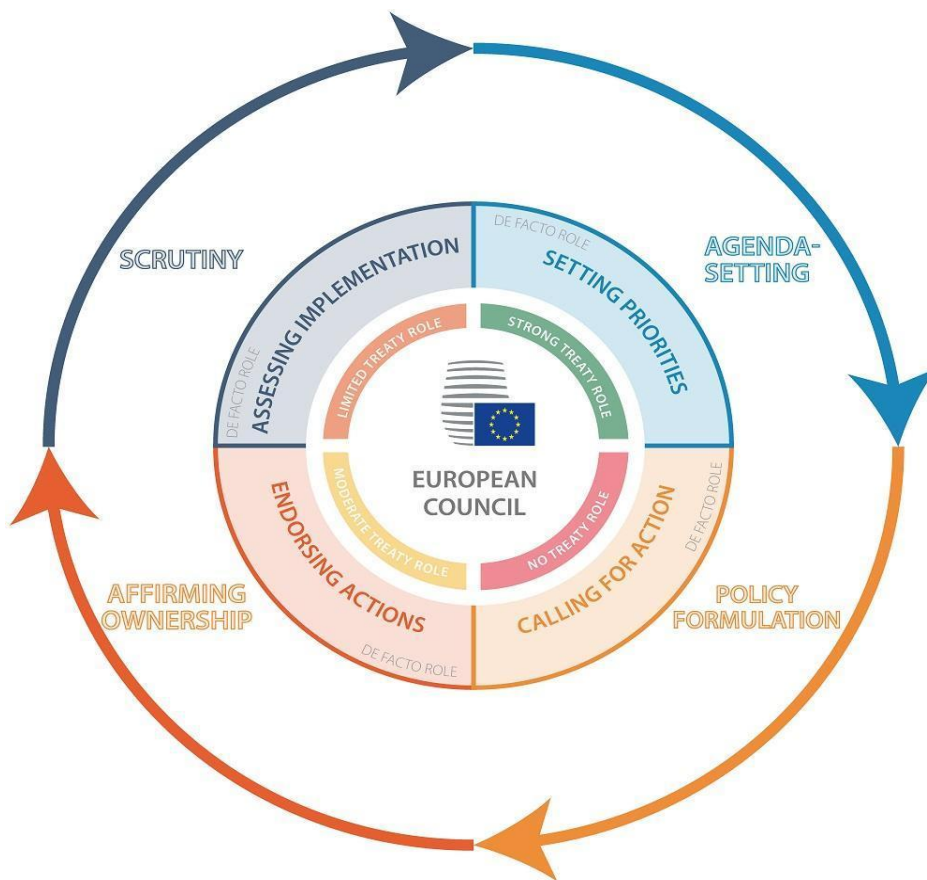 SCRUTINY
AGENDA-
SETTING
DE FACTO ROLE
ASSESSING IMPLEMENTATION
LIMITED TREATY ROLE
DE FACTO ROLE
SETTING PRIORITIES
STRONG TREATY ROLE
EUROPEAN
COUNCIL
MODERATE TREATY ROLE
ENDORSING ACTIONS
DE FACTO ROLE
NO TREATY ROLE
CALLING FOR ACTION
DE FACTO ROLE
AFFIRMING
OWNERSHIP
POLICY
FORMULATION